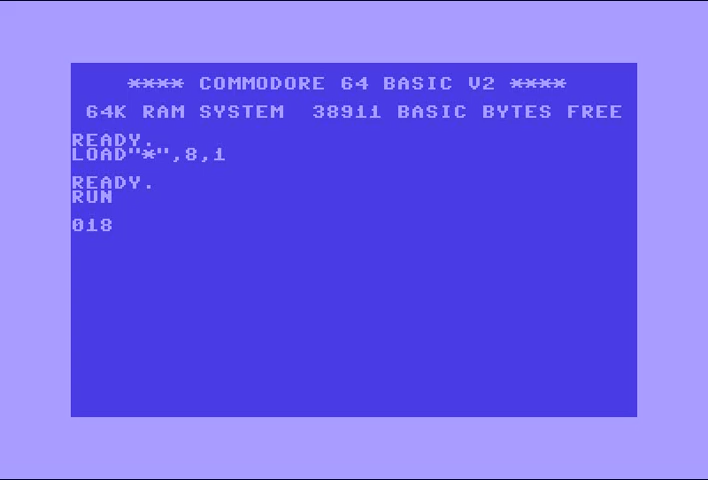 **** COMMODORE 64 BASIC V2 ****
64K RAM SYSTEM  38911 BASIC BYTES FREE
READY.
LOAD"*",8,1
READY.
RUN
018